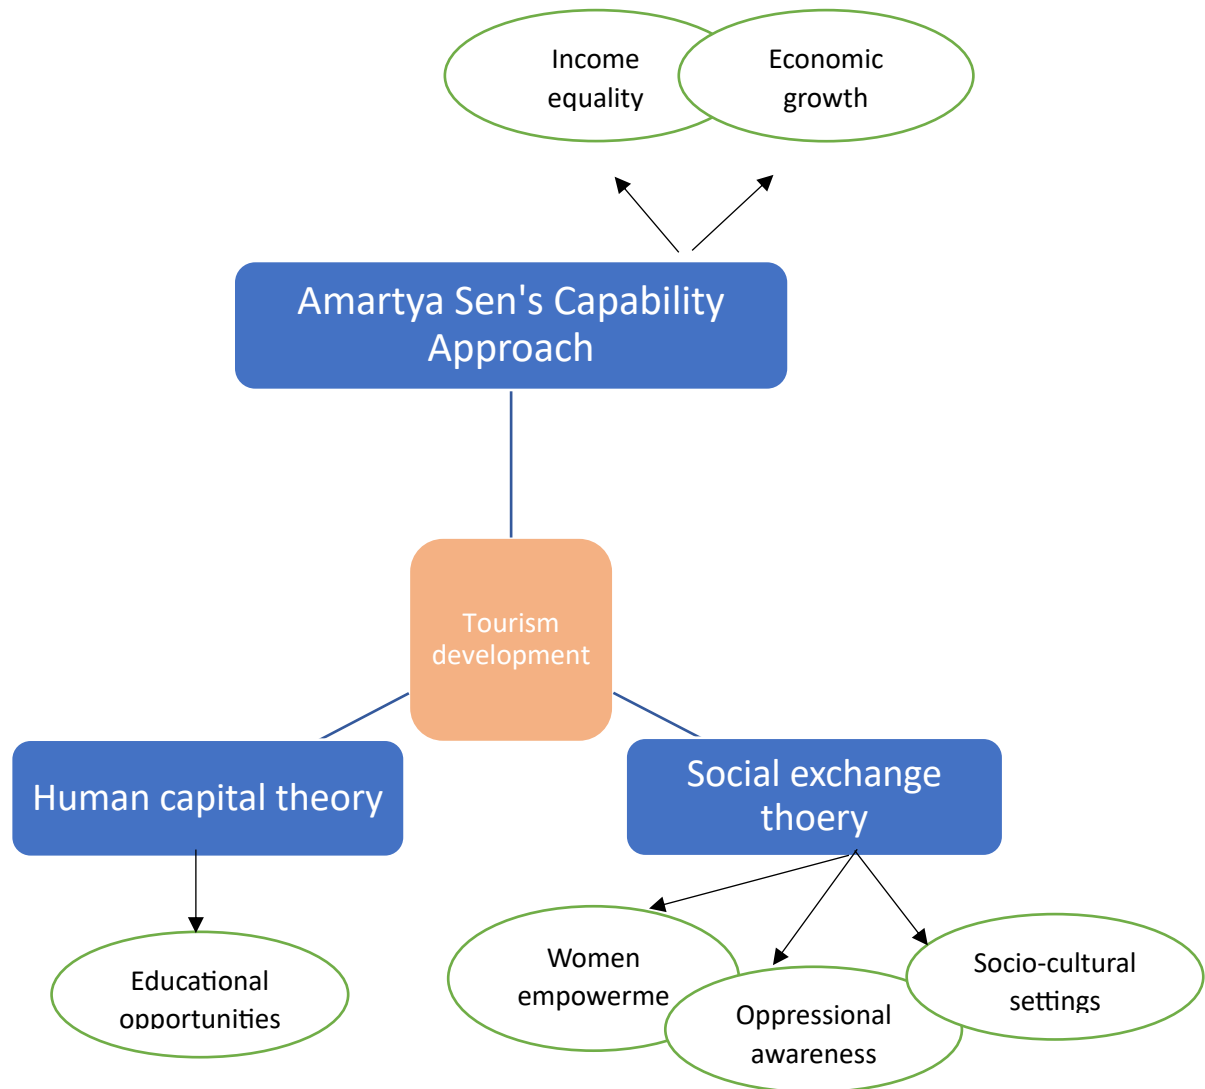 Income
equality
Economic
growth
Amartya Sen's Capability
Approach
Tourism
development
Human capital theory
Social exchange
thoery
Educational
opportunities
Women
empowerme
Oppressional
awareness
Socio-cultural
settings